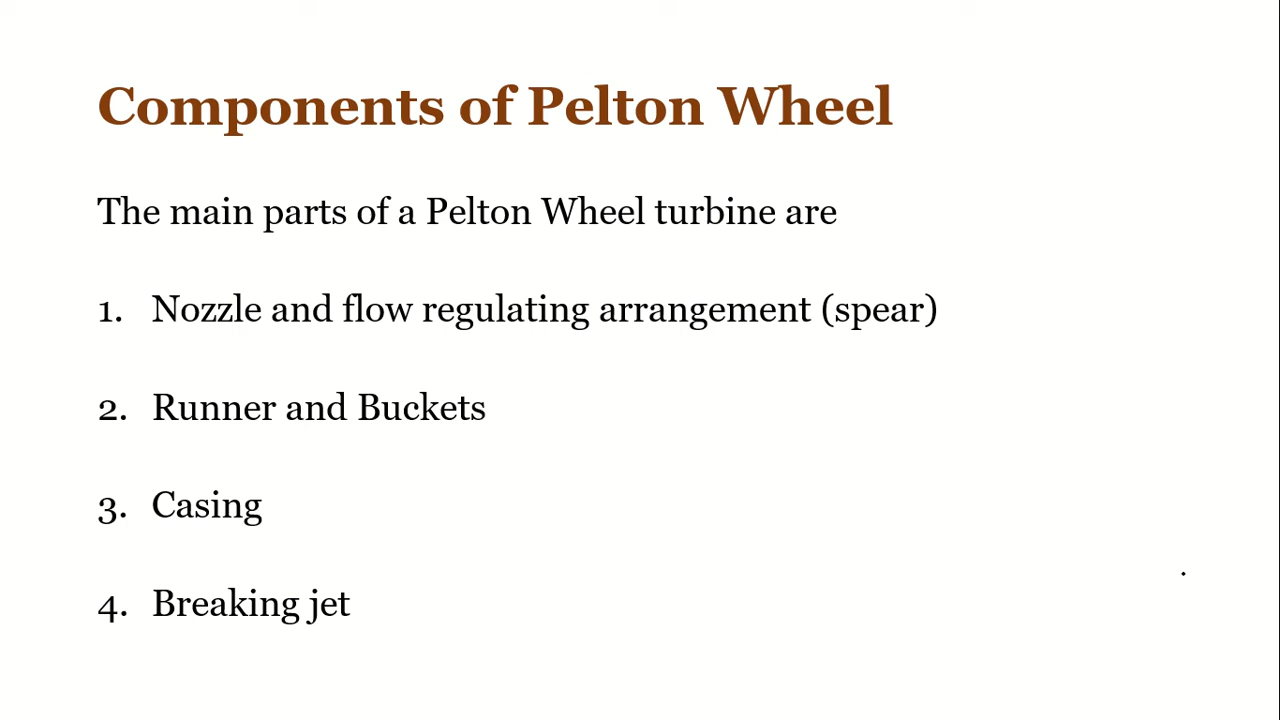 Components of Pelton Wheel
The main parts of a Pelton Wheel turbine are
1. Nozzle and flow regulating arrangement (spear)
2. Runner and Buckets
3. Casing
4. Breaking jet